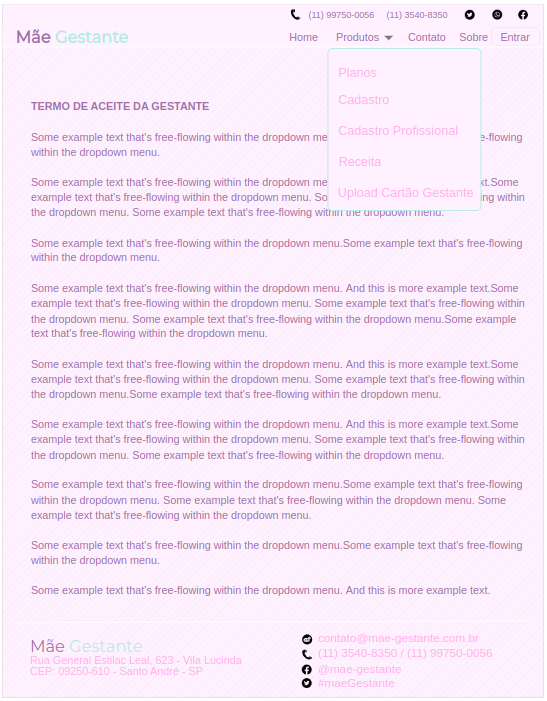 (11) 99750-0056 (11) 3540-8350
Mãe Gestante
Home Produtos Contato Sobre Entrar
Planos
Cadastro
Cadastro Profissional
Receita
Upload Cartão Gestante
TERMO DE ACEITE DA GESTANTE
Some example text that's free-flowing within the dropdown me e-flowing
within the dropdown menu.
Some example text that's free-flowing within the dropdown me xt.Some
example text that's free-flowing within the dropdown menu. So ng within
the dropdown menu. Some example text that's free-flowing within the dropdown menu.
Some example text that's free-flowing within the dropdown menu.Some example text that's free-flowing
within the dropdown menu.
Some example text that's free-flowing within the dropdown menu. And this is more example text.Some
example text that's free-flowing within the dropdown menu. Some example text that's free-flowing within
the dropdown menu. Some example text that's free-flowing within the dropdown menu.Some example
text that's free-flowing within the dropdown menu.
Some example text that's free-flowing within the dropdown menu. And this is more example text.Some
example text that's free-flowing within the dropdown menu. Some example text that's free-flowing within
the dropdown menu.Some example text that's free-flowing within the dropdown menu.
Some example text that's free-flowing within the dropdown menu. And this is more example text.Some
example text that's free-flowing within the dropdown menu. Some example text that's free-flowing within
the dropdown menu. Some example text that's free-flowing within the dropdown menu.
Some example text that's free-flowing within the dropdown menu.Some example text that's free-flowing
within the dropdown menu. Some example text that's free-flowing within the dropdown menu. Some
example text that's free-flowing within the dropdown menu.
Some example text that's free-flowing within the dropdown menu.Some example text that's free-flowing
within the dropdown menu.
Some example text that's free-flowing within the dropdown menu. And this is more example text.
Mãe Gestante
Rua General Estilac Leal, 623 - Vila Lucinda
CEP: 09250-610 - Santo André - SP
contato@mae-gestante.com.br
(11) 3540-8350 / (11) 99750-0056
@mae-gestante
#maeGestante